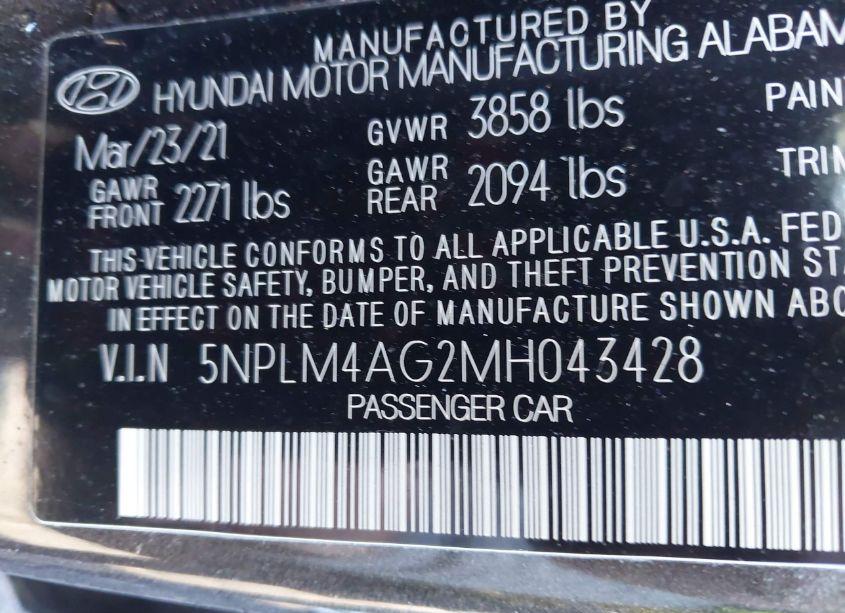 MANUFACTURED BY
HYUNDAI MOTOR MANUFACTURING ALABAM
Mar/23/21 GVWR 3858 lbs PAIN
GAWR FRONT 2271 lbs GAWR REAR 2094 lbs TRIM
THIS VEHICLE CONFORMS TO ALL APPLICABLE U.S.A. FED
MOTOR VEHICLE SAFETY, BUMPER, AND THEFT PREVENTION STA
IN EFFECT ON THE DATE OF MANUFACTURE SHOWN ABO
V.I.N 5NPLM4AG2MH043428
PASSENGER CAR